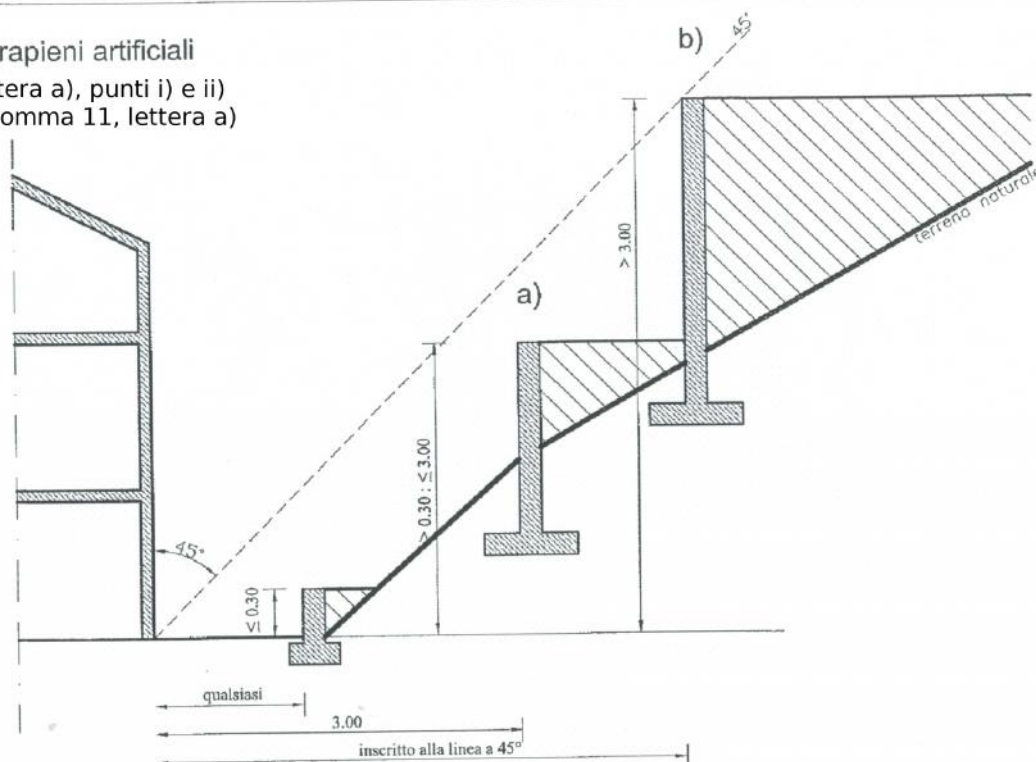 rapieni artificiali
tera a), punti i) e ii)
omma 11, lettera a)
b)
45°
> 3.00
terreno naturale
a)
> 0.30 : ≤ 3.00
45°
≤ 0.30
qualsiasi
3.00
inscritto alla linea a 45°